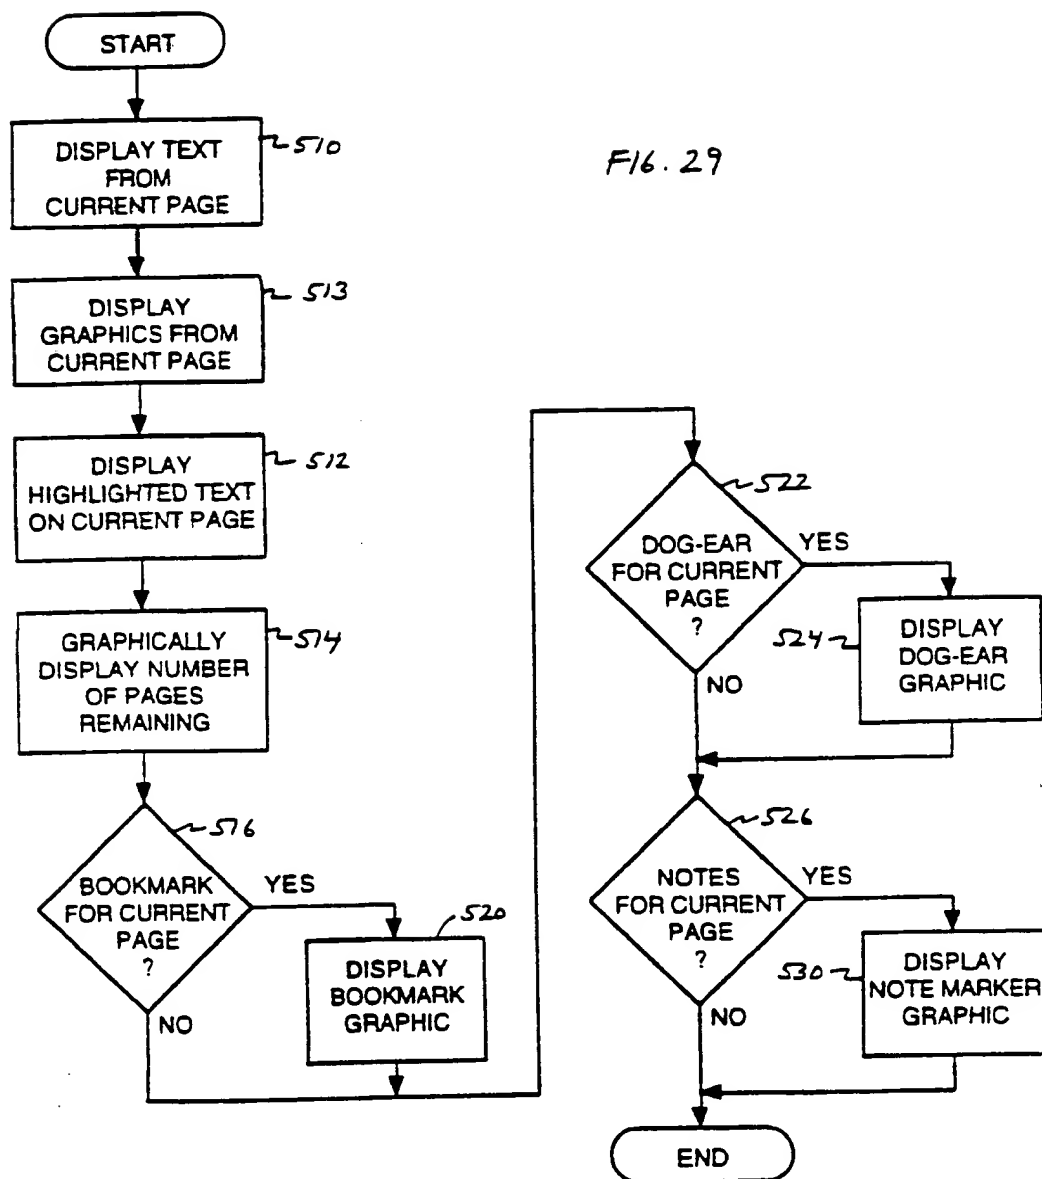 START
DISPLAY TEXT
FROM
CURRENT PAGE
510
FIG. 29
DISPLAY
GRAPHICS FROM
CURRENT PAGE
513
DISPLAY
HIGHLIGHTED TEXT
ON CURRENT PAGE
512
GRAPHICALLY
DISPLAY NUMBER
OF PAGES
REMAINING
514
BOOKMARK
FOR CURRENT
PAGE
?
516
YES
NO
DISPLAY
BOOKMARK
GRAPHIC
520
DOG-EAR
FOR CURRENT
PAGE
?
522
YES
NO
DISPLAY
DOG-EAR
GRAPHIC
524
NOTES
FOR CURRENT
PAGE
?
526
YES
NO
DISPLAY
NOTE MARKER
GRAPHIC
530
END